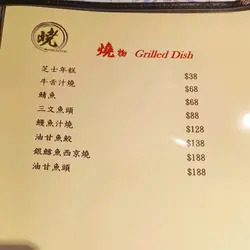 燒物 Grilled Dish
芝士年糕 $38
牛舌汁燒 $68
鯖魚 $68
三文魚頭 $88
鰻魚汁燒 $128
油甘魚鮫 $138
銀鱈魚西京燒 $188
油甘魚頭 $188